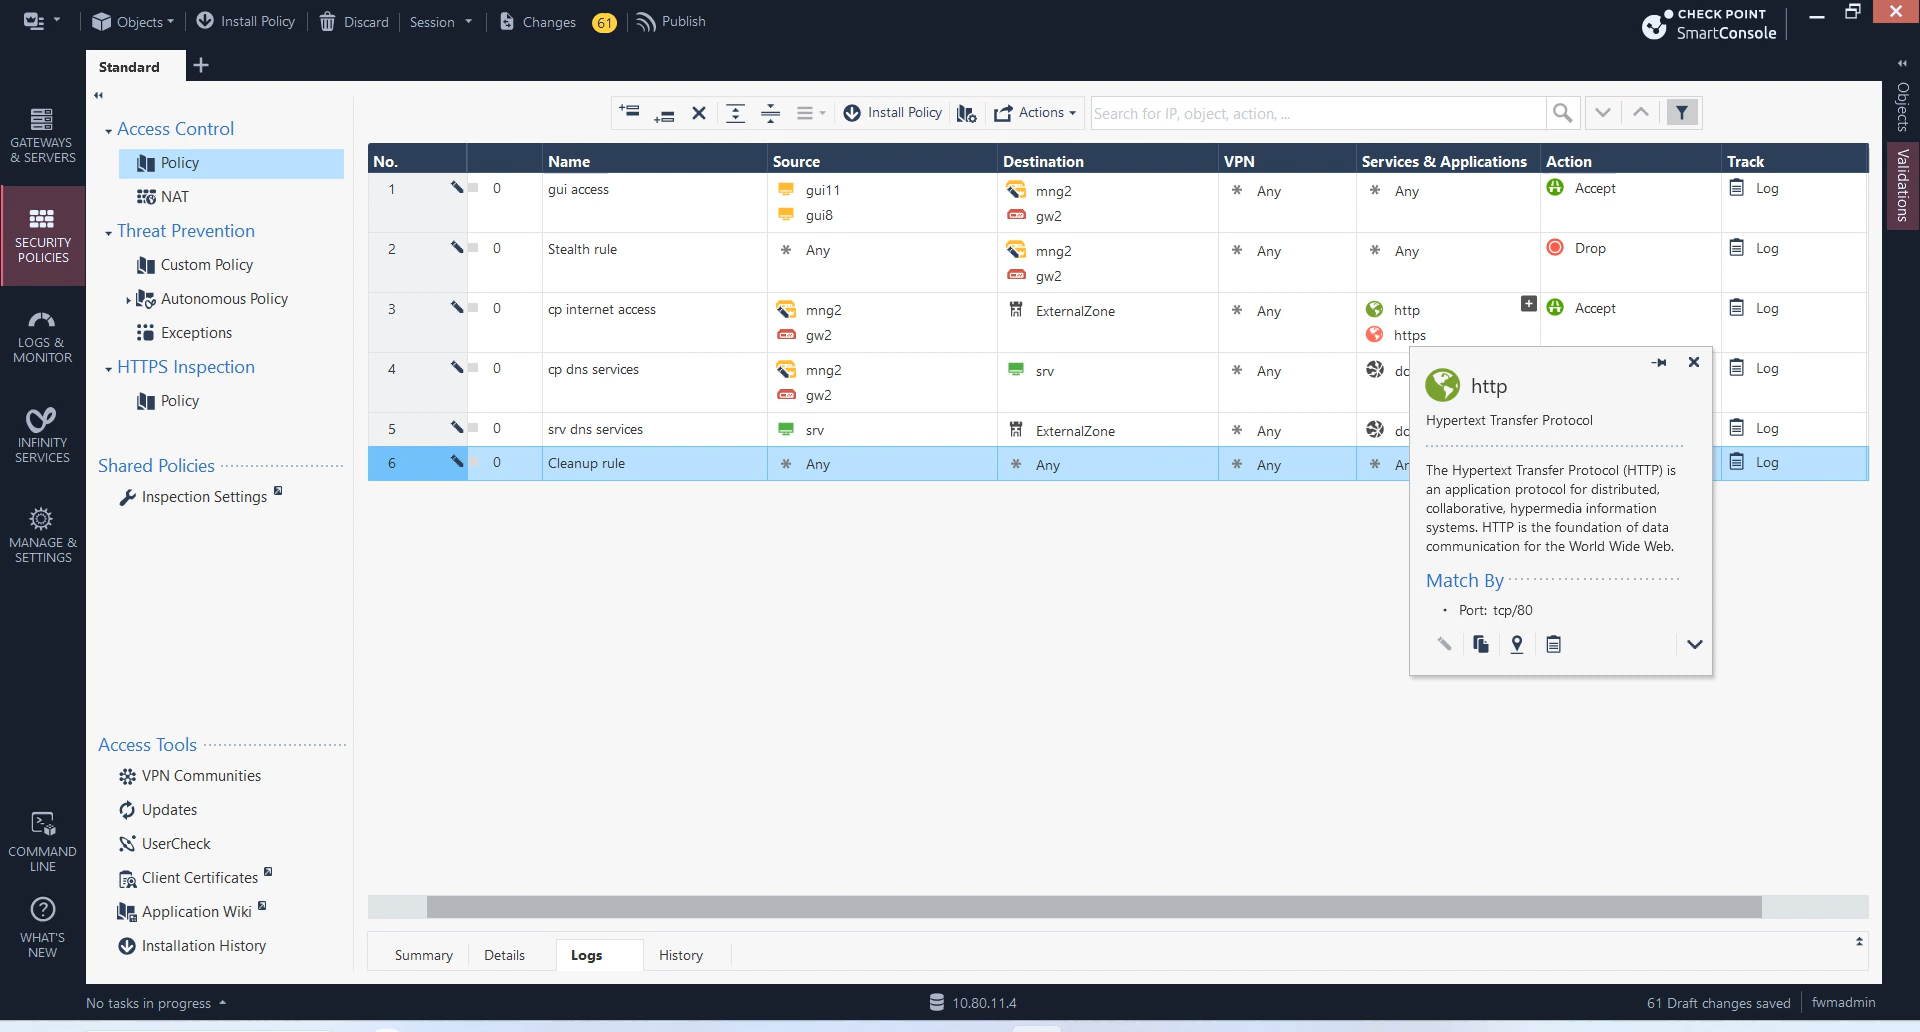 Objects
Install Policy
Discard
Session
Changes
61
Publish
CHECK POINT
SmartConsole
Standard
GATEWAYS
& SERVERS
SECURITY
POLICIES
LOGS &
MONITOR
INFINITY
SERVICES
MANAGE &
SETTINGS
COMMAND
LINE
WHAT'S
NEW
Access Control
Policy
NAT
Threat Prevention
Custom Policy
Autonomous Policy
Exceptions
HTTPS Inspection
Policy
Shared Policies
Inspection Settings
Access Tools
VPN Communities
Updates
UserCheck
Client Certificates
Application Wiki
Installation History
Install Policy
Actions
Search for IP, object, action, ...
No. Name Source Destination VPN Services & Applications Action Track
1 0 gui access gui11 mng2 Any Any Accept Log
gui8 gw2
2 0 Stealth rule Any mng2 Any Any Drop Log
gw2
3 0 cp internet access mng2 ExternalZone Any http Accept Log
gw2 https
4 0 cp dns services mng2 srv Any Log
gw2
5 0 srv dns services srv ExternalZone Any Log
6 0 Cleanup rule Any Any Any Log
http
Hypertext Transfer Protocol
The Hypertext Transfer Protocol (HTTP) is
an application protocol for distributed,
collaborative, hypermedia information
systems. HTTP is the foundation of data
communication for the World Wide Web.
Match By
• Port: tcp/80
Summary
Details
Logs
History
Objects
Validations
No tasks in progress
10.80.11.4
61 Draft changes saved
fwmadmin